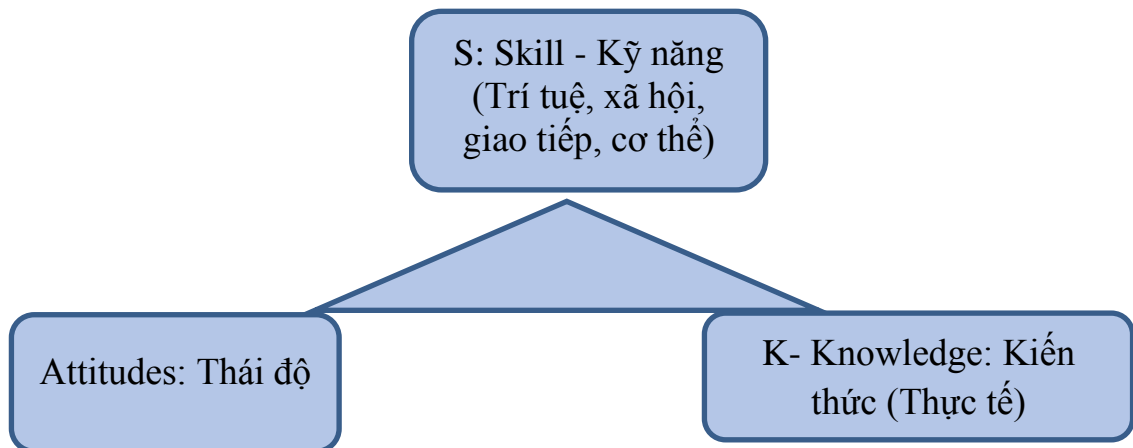 S: Skill - Kỹ năng
(Trí tuệ, xã hội,
giao tiếp, cơ thể)
Attitudes: Thái độ
K- Knowledge: Kiến
thức (Thực tế)